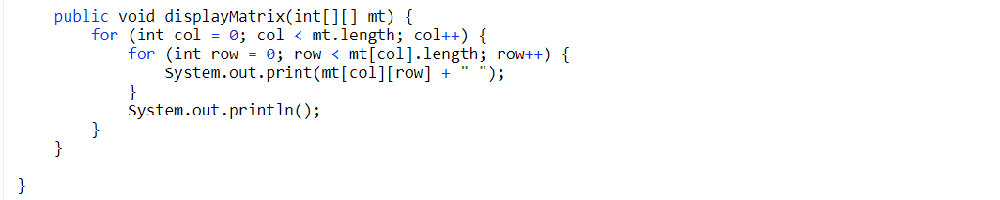 public void displayMatrix(int[][] mt) {
for (int col = 0; col < mt.length; col++) {
for (int row = 0; row < mt[col].length; row++) {
System.out.print(mt[col][row] + " ");
}
System.out.println();
}
}
}